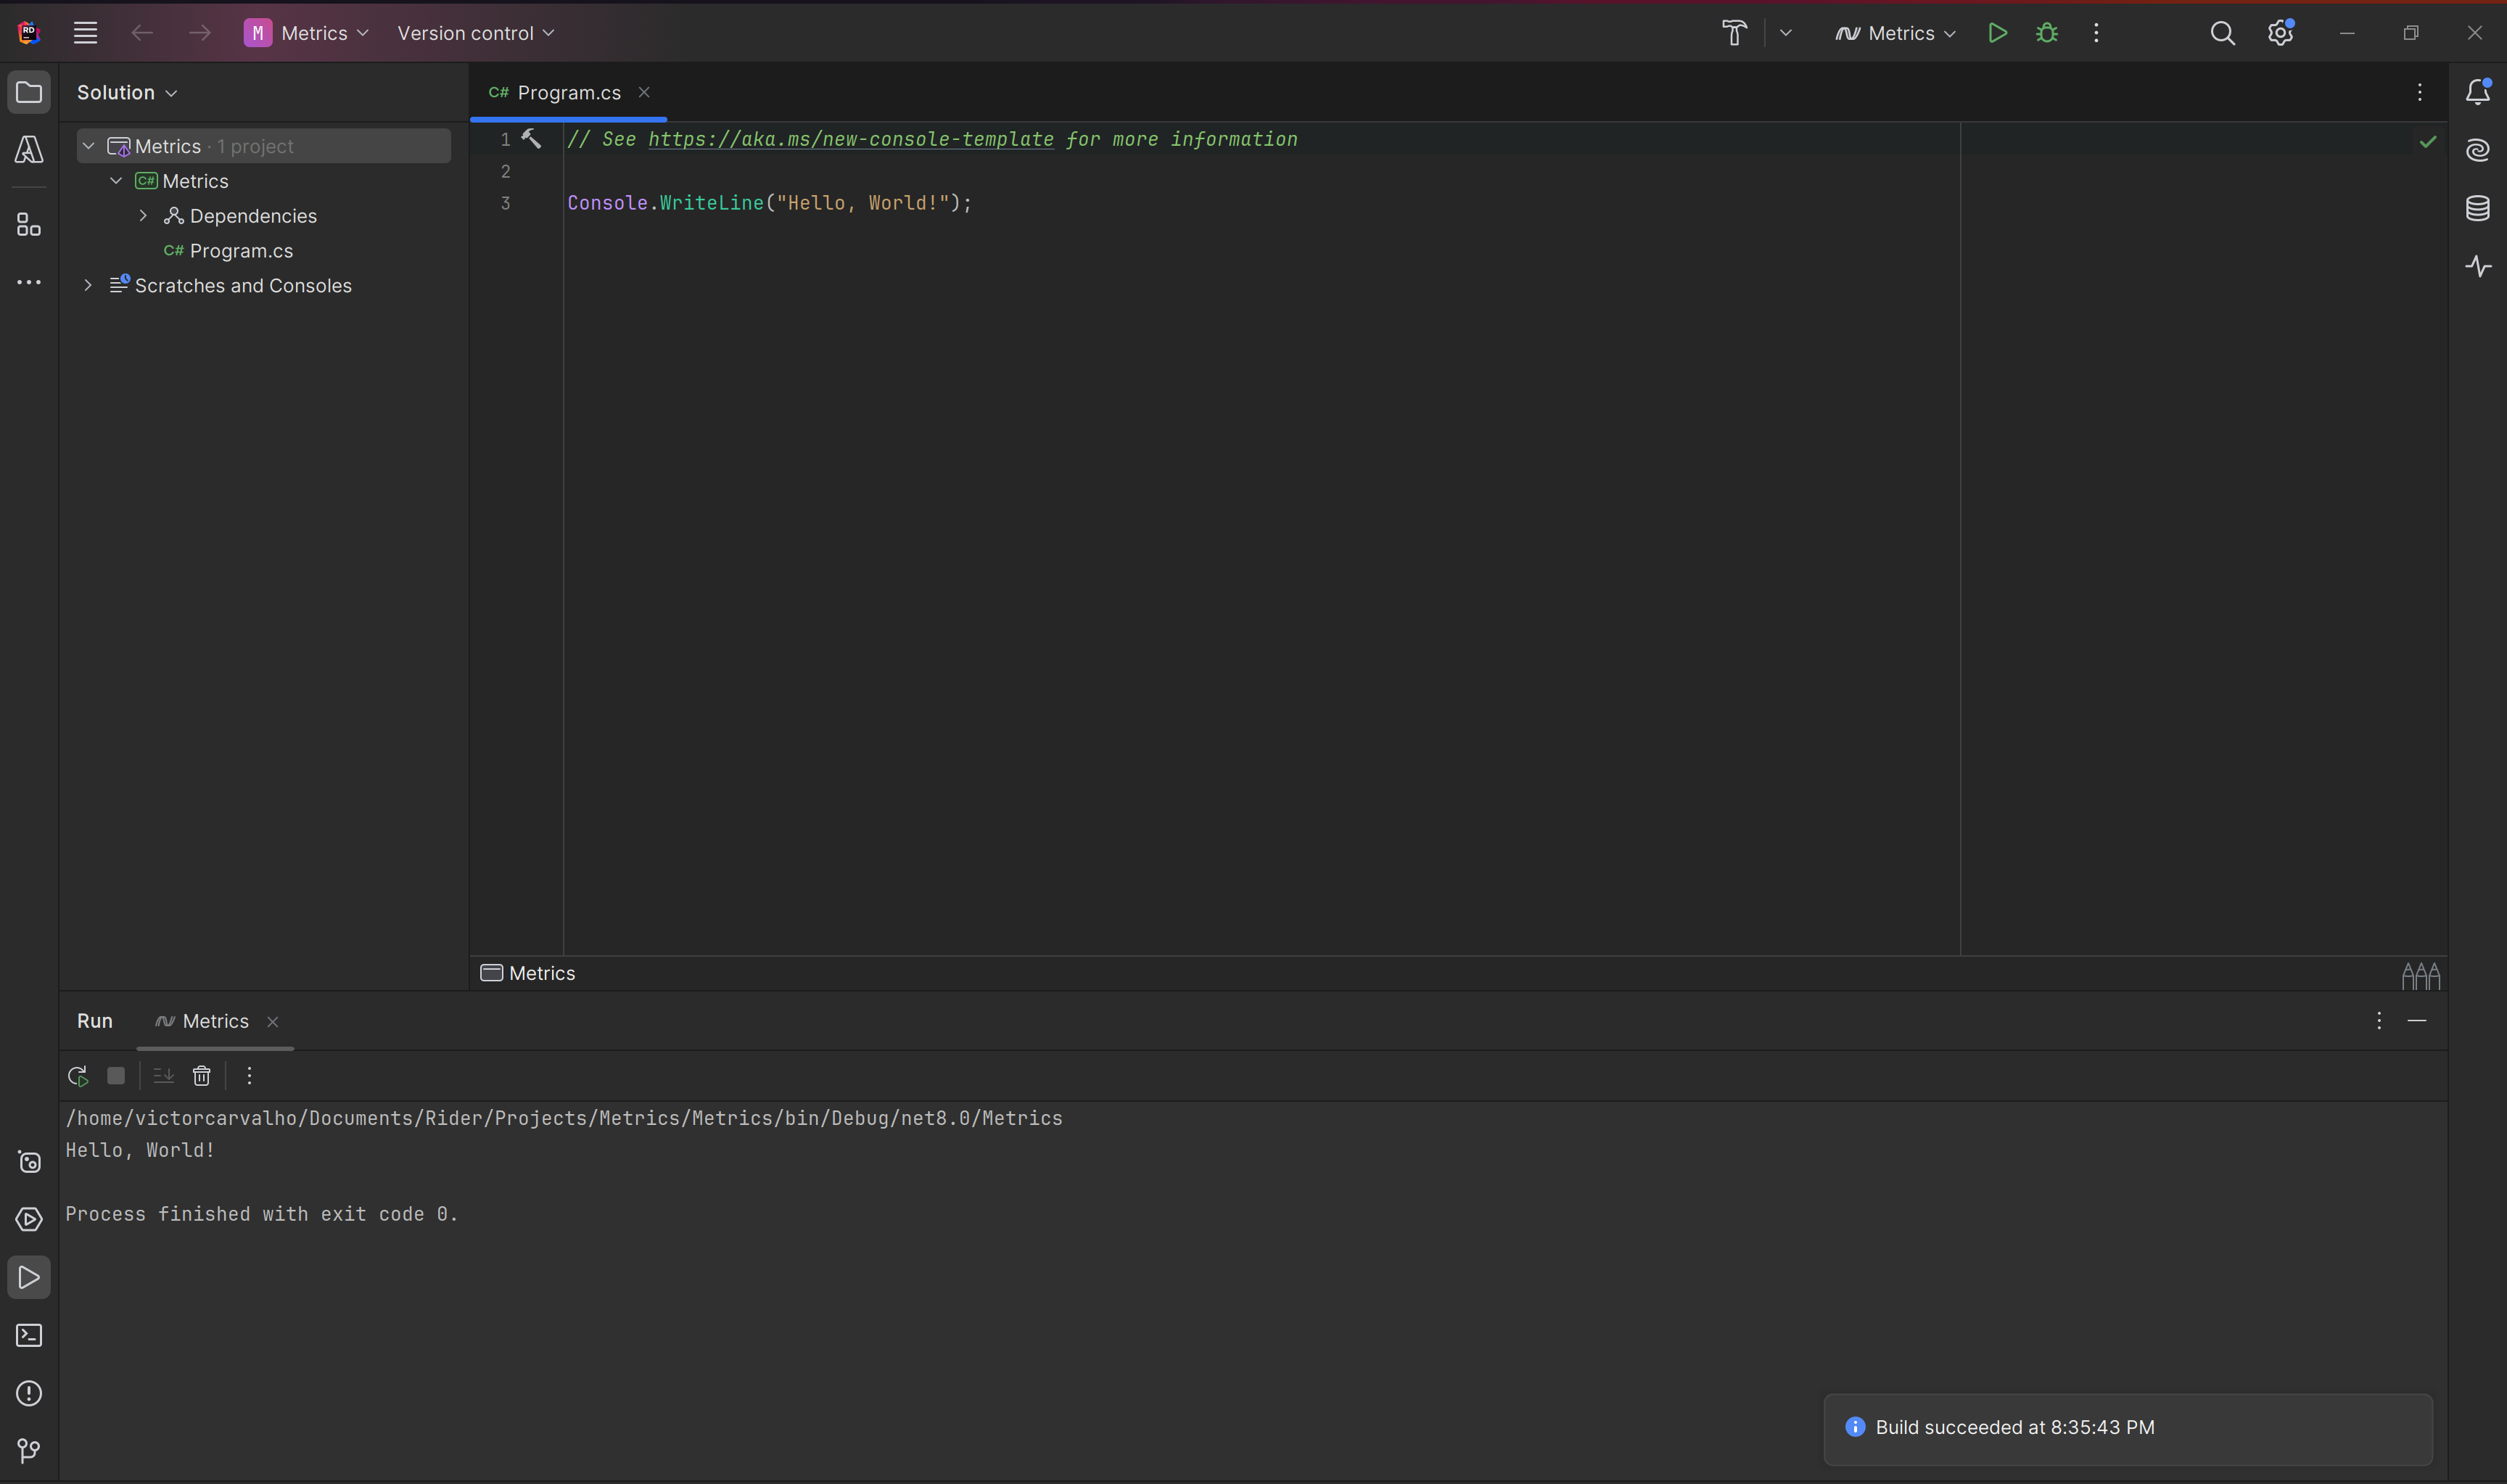 RD
M Metrics Version control Metrics
Solution
C# Program.cs
Metrics · 1 project
C# Metrics
Dependencies
C# Program.cs
Scratches and Consoles
1 // See https://aka.ms/new-console-template for more information
2
3 Console.WriteLine("Hello, World!");
Metrics
Run Metrics
/home/victorcarvalho/Documents/Rider/Projects/Metrics/Metrics/bin/Debug/net8.0/Metrics
Hello, World!
Process finished with exit code 0.
Build succeeded at 8:35:43 PM